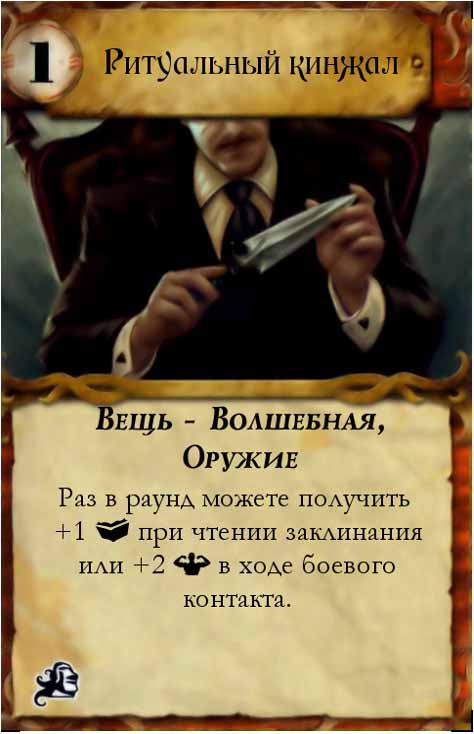 1
Ритуальный кинжал
Вещь - Волшебная,
Оружие
Раз в раунд можете получить
+1 при чтении заклинания
или +2 в ходе боевого
контакта.